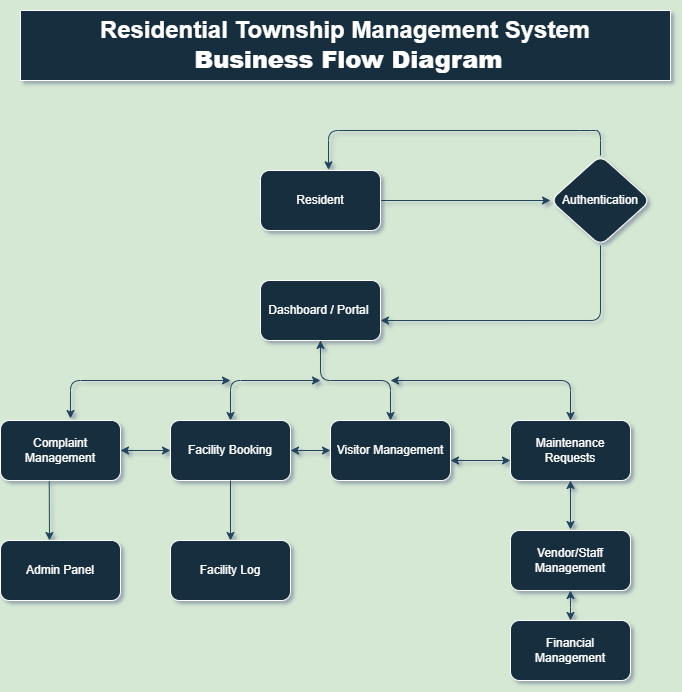 Residential Township Management System
Business Flow Diagram
Resident
Authentication
Dashboard / Portal
Complaint
Management
Facility Booking
Visitor Management
Maintenance
Requests
Admin Panel
Facility Log
Vendor/Staff
Management
Financial
Management